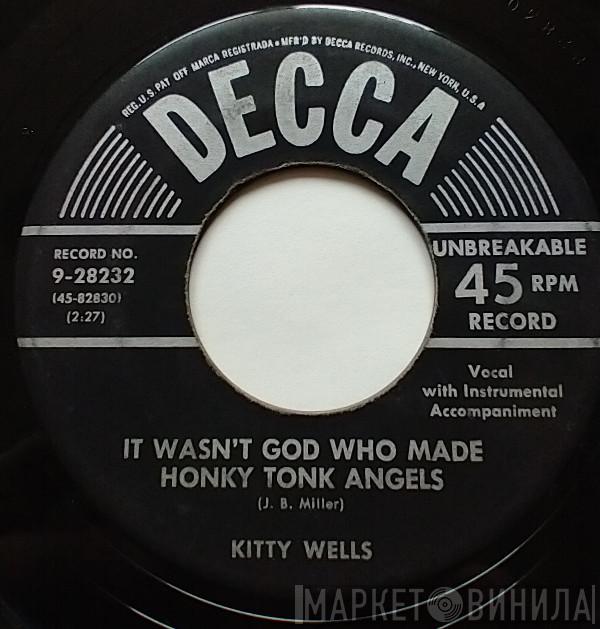 REG. U.S. PAT. OFF. MARCA REGISTRADA • MF'R'D BY DECCA RECORDS, INC., NEW YORK, U.S.A
DECCA
RECORD NO.
9-28232
(45-82830)
(2:27)
UNBREAKABLE
45 RPM
RECORD
Vocal
with Instrumental
Accompaniment
IT WASN'T GOD WHO MADE
HONKY TONK ANGELS
(J. B. Miller)
KITTY WELLS
МАРКЕТ ВИНИЛА